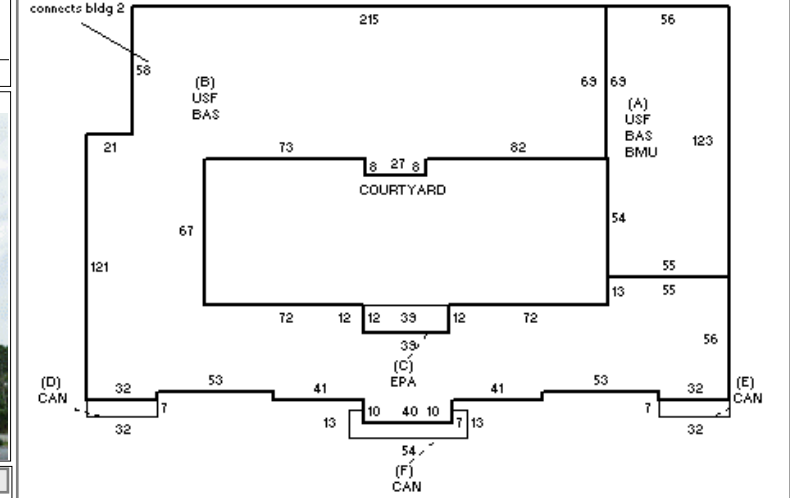 connects bldg 2
215
56
58
(B)
USF
BAS
69
69
(A)
USF
BAS
BMU
123
21
73
8
27
8
82
COURTYARD
67
54
121
55
13
55
72
12
12
39
12
72
39
56
(C)
EPA
(D)
CAN
32
53
41
10
40
10
41
53
32
(E)
CAN
7
13
7
13
7
32
32
54
(F)
CAN